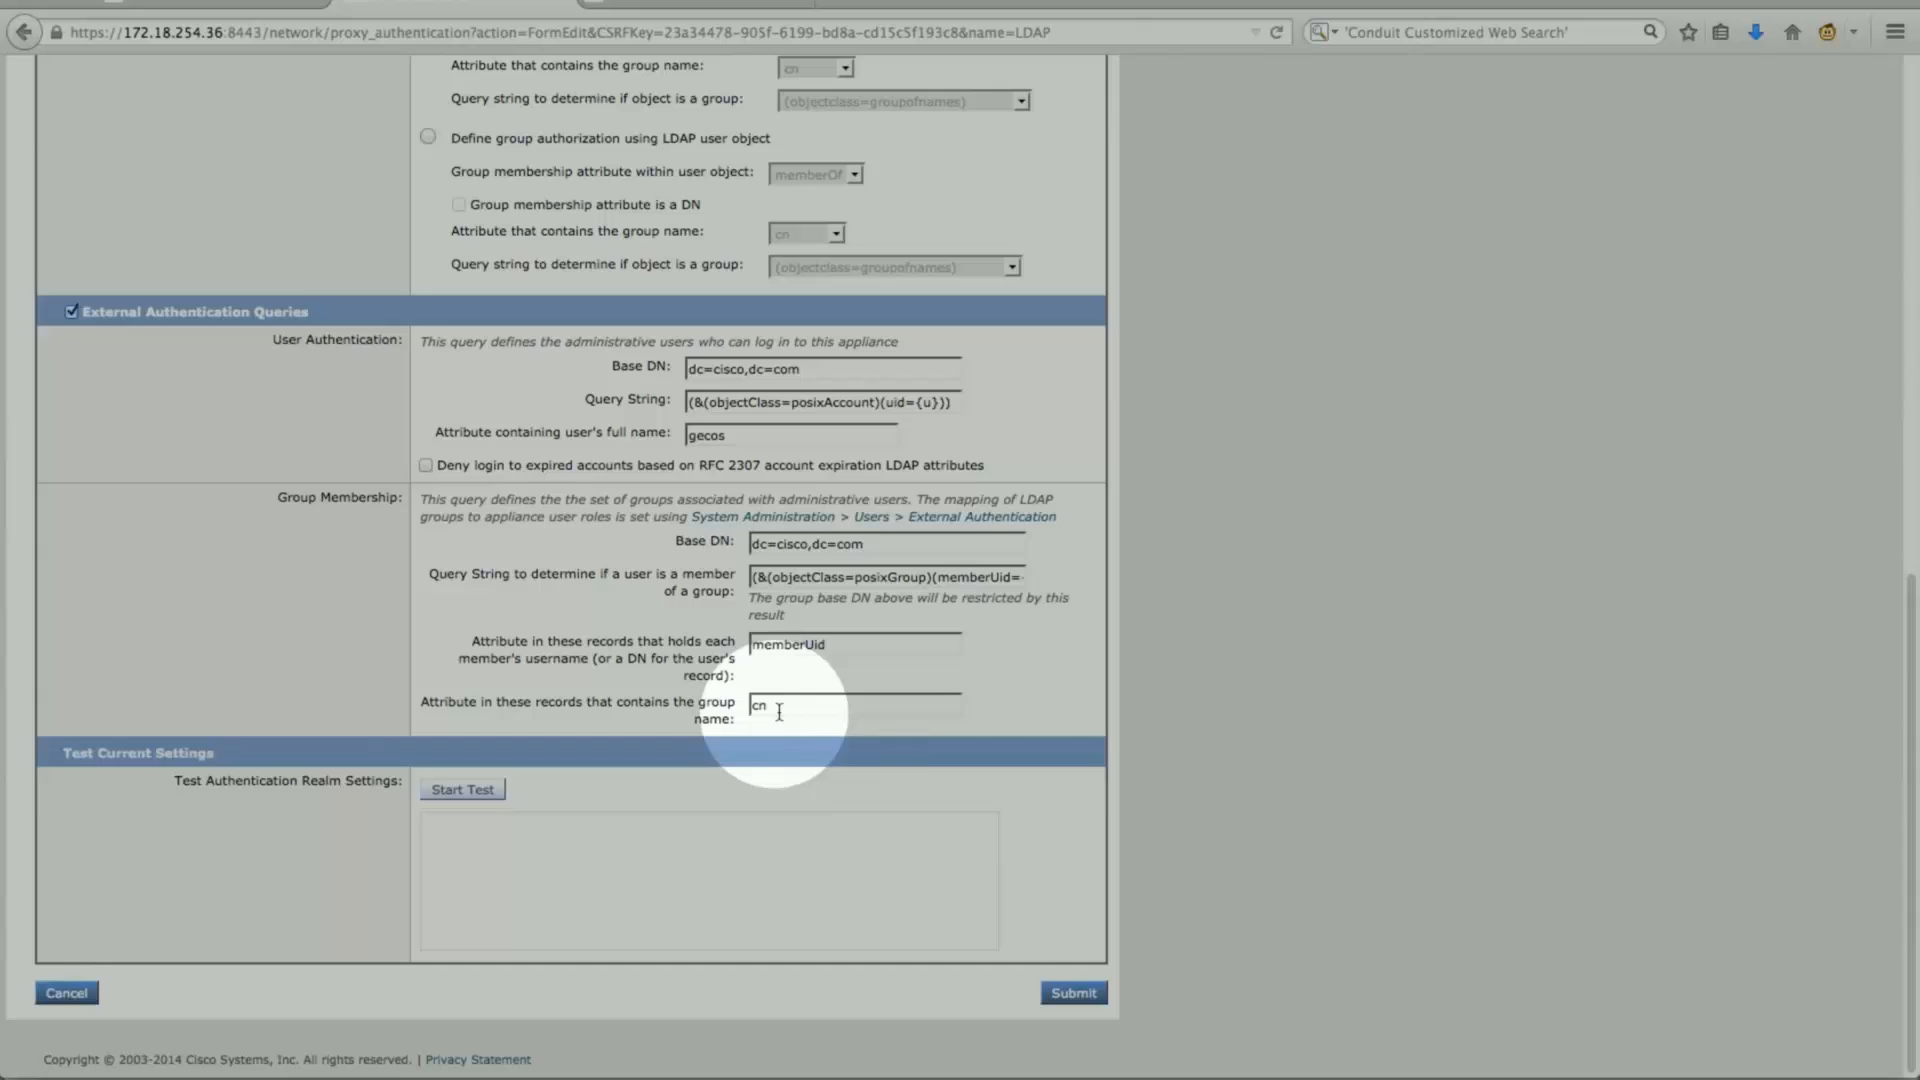 https://172.18.254.36:8443/network/proxy_authentication?action=FormEdit&CSRFKey=23a34478-905f-6199-bd8a-cd15c5f193c8&name=LDAP
'Conduit Customized Web Search'
Attribute that contains the group name: cn
Query string to determine if object is a group: (objectclass=groupofnames)
Define group authorization using LDAP user object
Group membership attribute within user object: memberOf
Group membership attribute is a DN
Attribute that contains the group name: cn
Query string to determine if object is a group: (objectclass=groupofnames)
External Authentication Queries
User Authentication:
This query defines the administrative users who can log in to this appliance
Base DN: dc=cisco,dc=com
Query String: (&(objectClass=posixAccount)(uid={u}))
Attribute containing user's full name: gecos
Deny login to expired accounts based on RFC 2307 account expiration LDAP attributes
Group Membership:
This query defines the the set of groups associated with administrative users. The mapping of LDAP
groups to appliance user roles is set using System Administration > Users > External Authentication
Base DN: dc=cisco,dc=com
Query String to determine if a user is a member
of a group:
(&(objectClass=posixGroup)(memberUid=
The group base DN above will be restricted by this
result
Attribute in these records that holds each
member's username (or a DN for the user's
record):
memberUid
Attribute in these records that contains the group
name:
cn
Test Current Settings
Test Authentication Realm Settings:
Start Test
Cancel
Submit
Copyright © 2003-2014 Cisco Systems, Inc. All rights reserved. | Privacy Statement